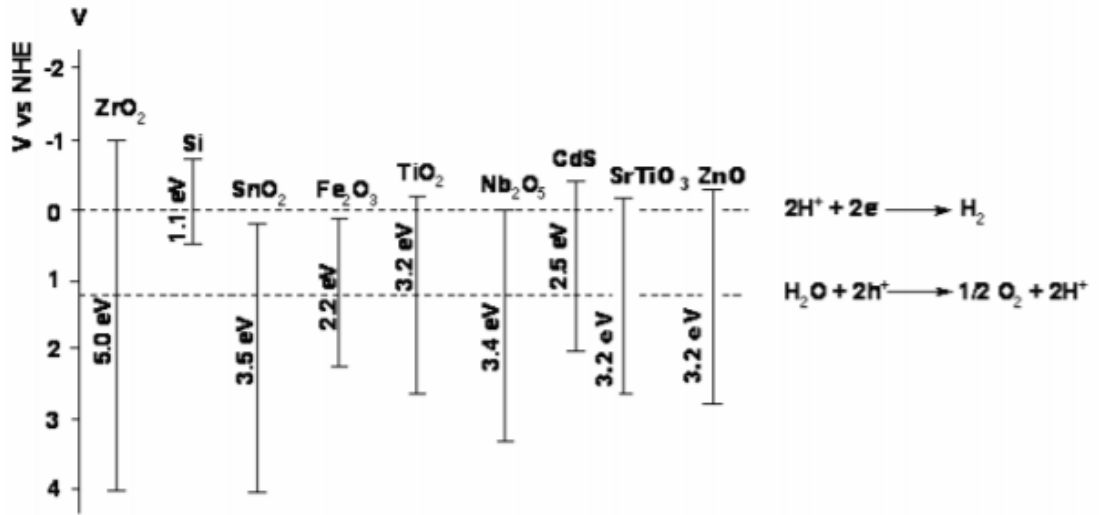 V
V vs NHE
-2
-1
0
1
2
3
4
ZrO₂
5.0 eV
Si
1.1 eV
SnO₂
3.5 eV
Fe₂O₃
2.2 eV
TiO₂
3.2 eV
Nb₂O₅
3.4 eV
CdS
2.5 eV
SrTiO₃
3.2 e V
ZnO
3.2 e V
2H⁺ + 2e → H₂
H₂O + 2h⁺ → 1/2 O₂ + 2H⁺